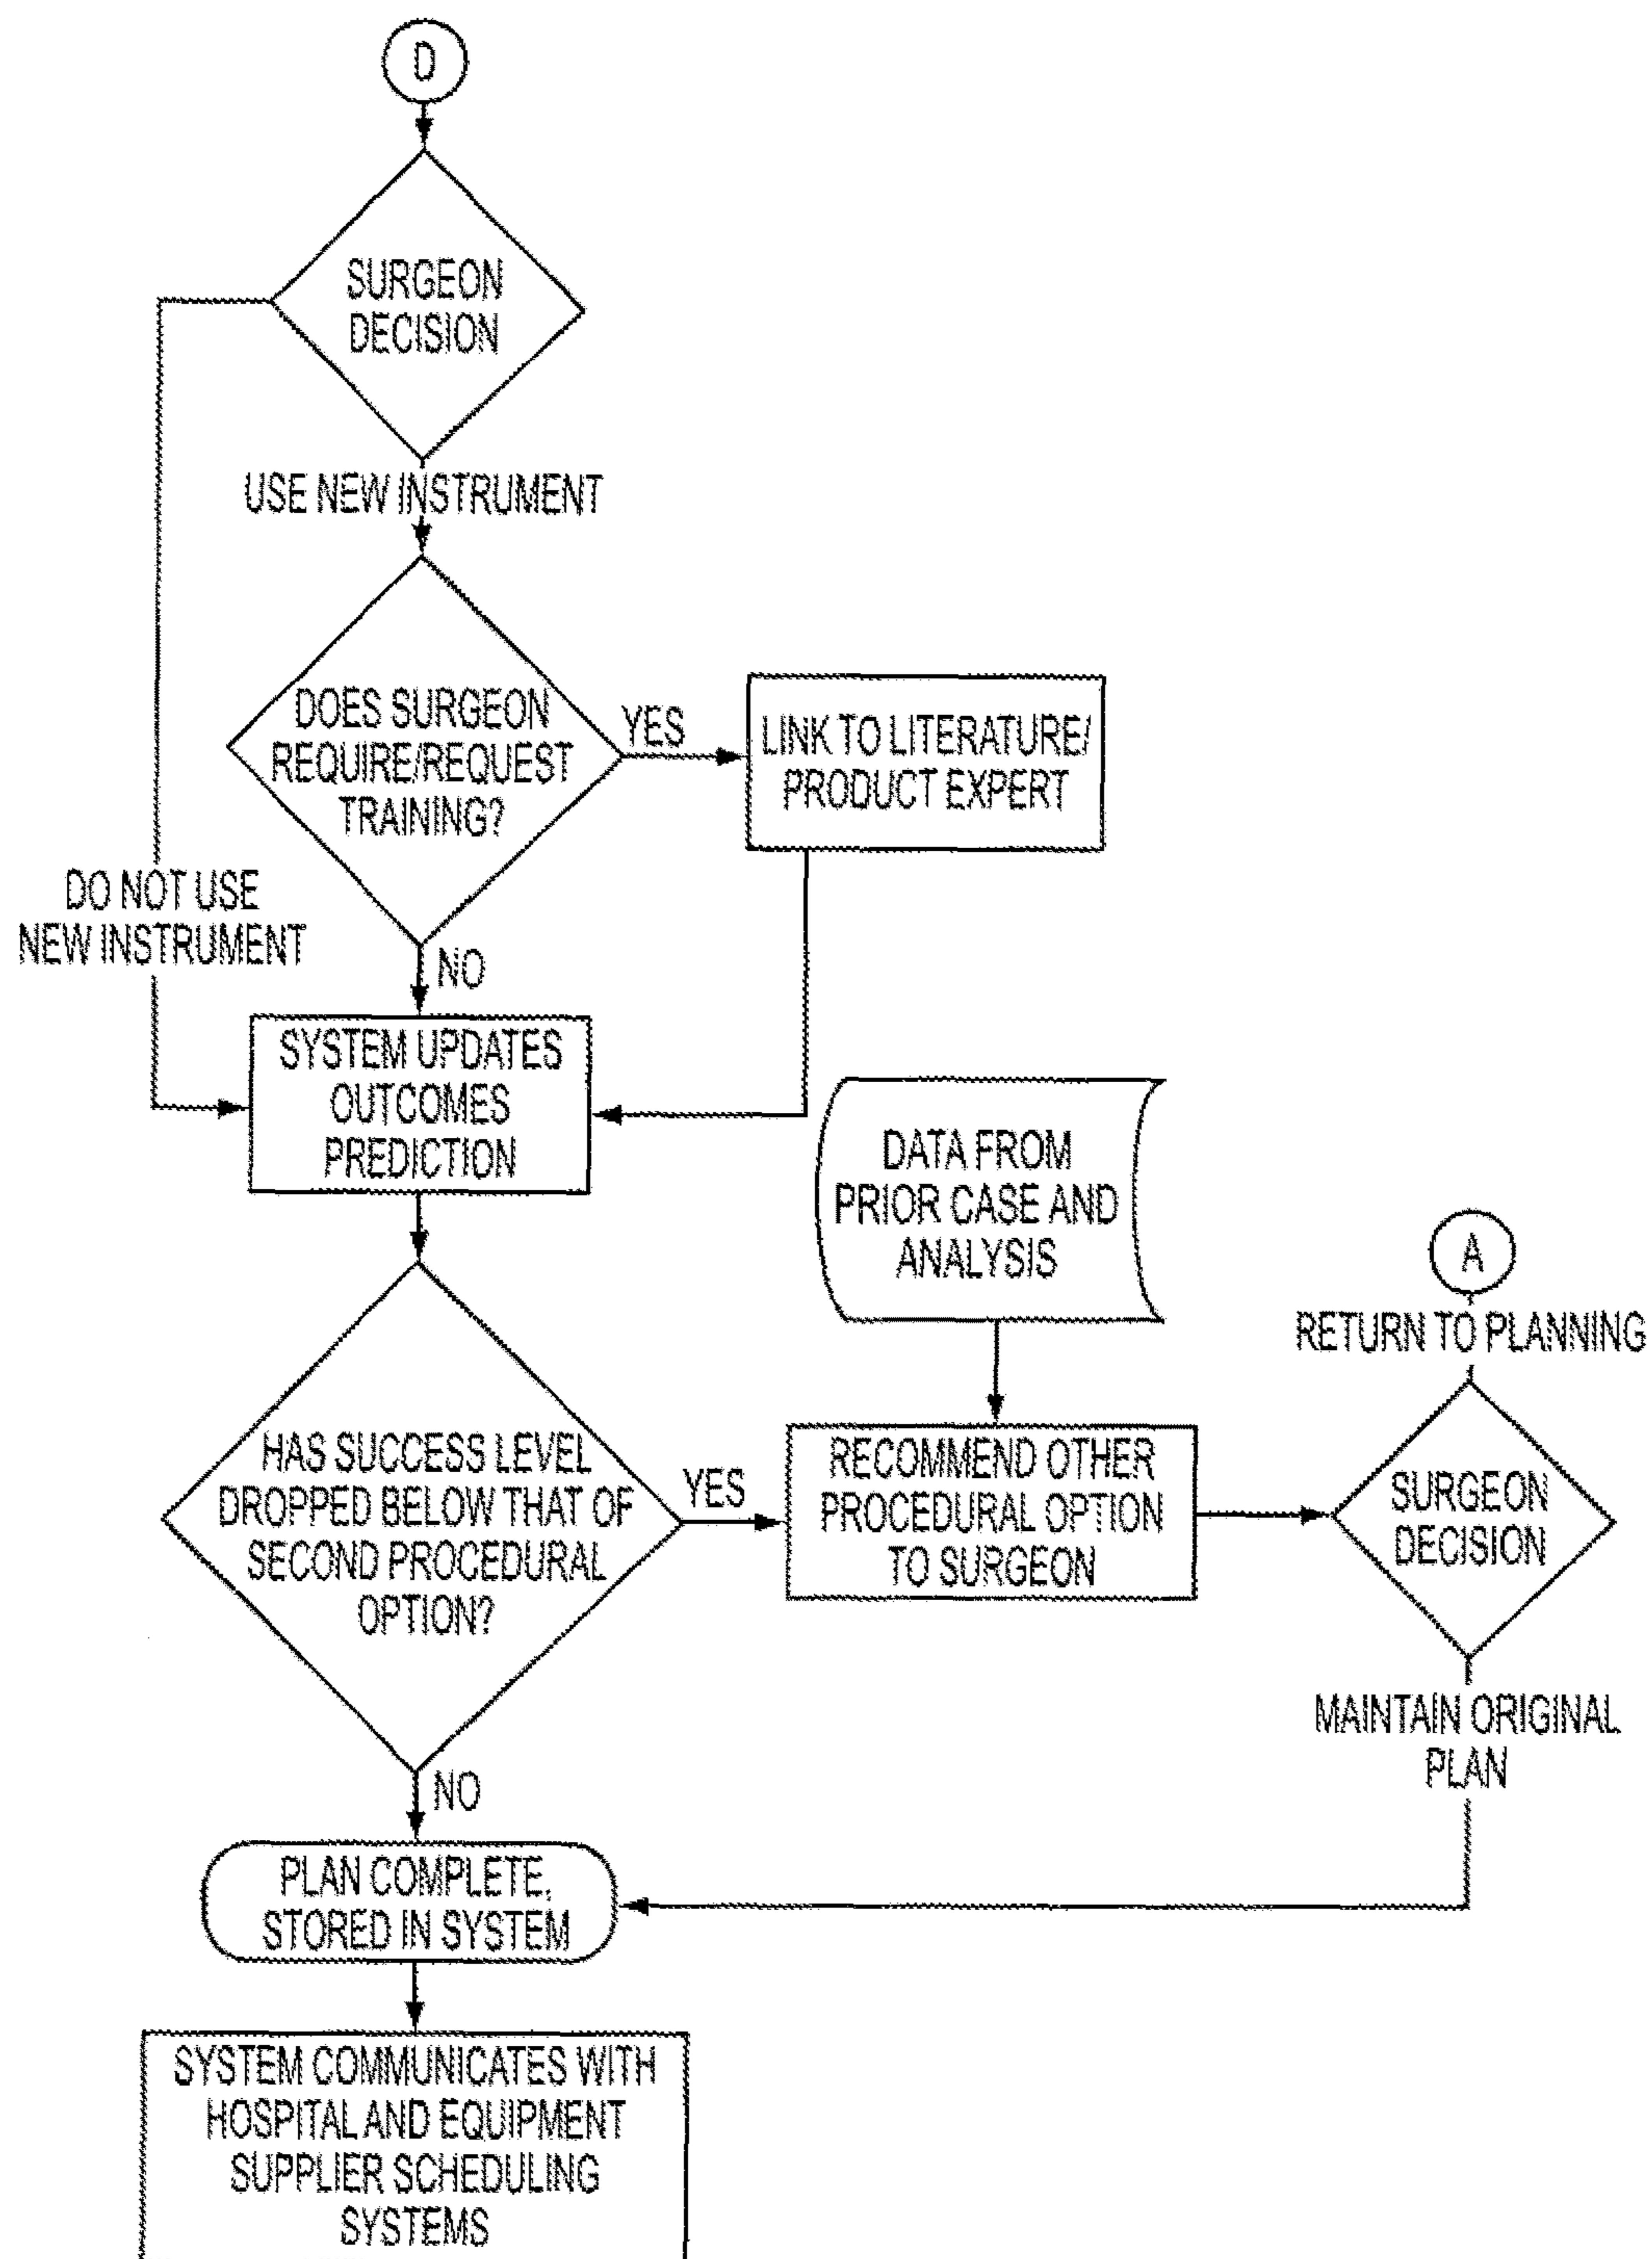 D
SURGEON
DECISION
USE NEW INSTRUMENT
DOES SURGEON
REQUIRE/REQUEST
TRAINING?
YES
LINK TO LITERATURE/
PRODUCT EXPERT
DO NOT USE
NEW INSTRUMENT
NO
SYSTEM UPDATES
OUTCOMES
PREDICTION
DATA FROM
PRIOR CASE AND
ANALYSIS
A
RETURN TO PLANNING
HAS SUCCESS LEVEL
DROPPED BELOW THAT OF
SECOND PROCEDURAL
OPTION?
YES
RECOMMEND OTHER
PROCEDURAL OPTION
TO SURGEON
SURGEON
DECISION
MAINTAIN ORIGINAL
PLAN
NO
PLAN COMPLETE,
STORED IN SYSTEM
SYSTEM COMMUNICATES WITH
HOSPITAL AND EQUIPMENT
SUPPLIER SCHEDULING
SYSTEMS